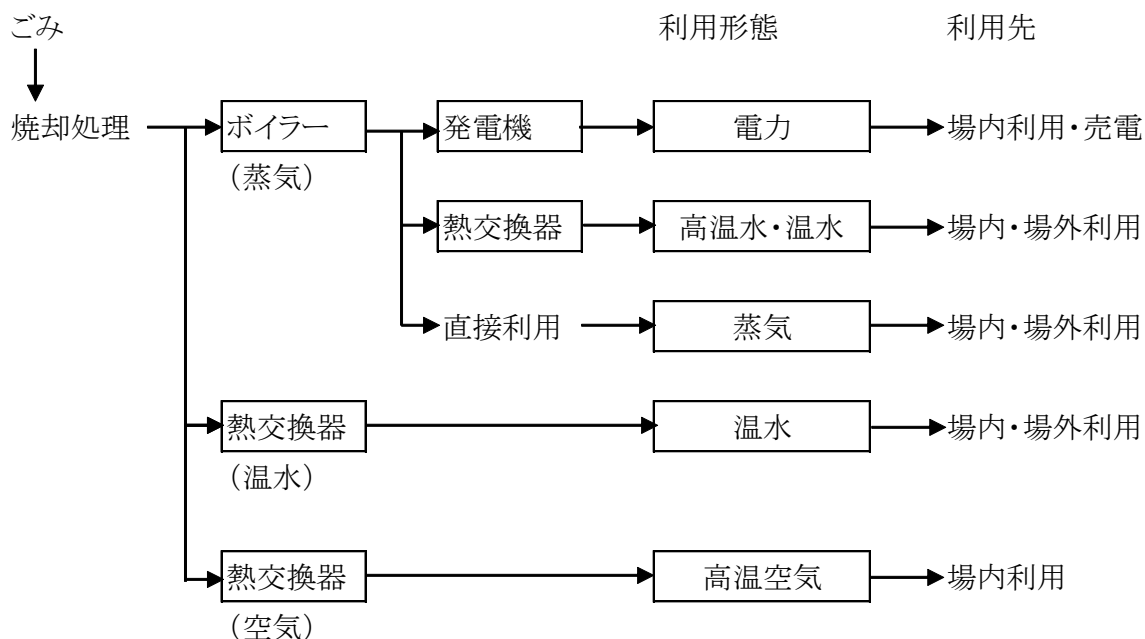 ごみ
利用形態
利用先
焼却処理
ボイラー
発電機
電力
場内利用・売電
(蒸気)
熱交換器
高温水・温水
場内・場外利用
直接利用
蒸気
場内・場外利用
熱交換器
温水
場内・場外利用
(温水)
熱交換器
高温空気
場内利用
(空気)